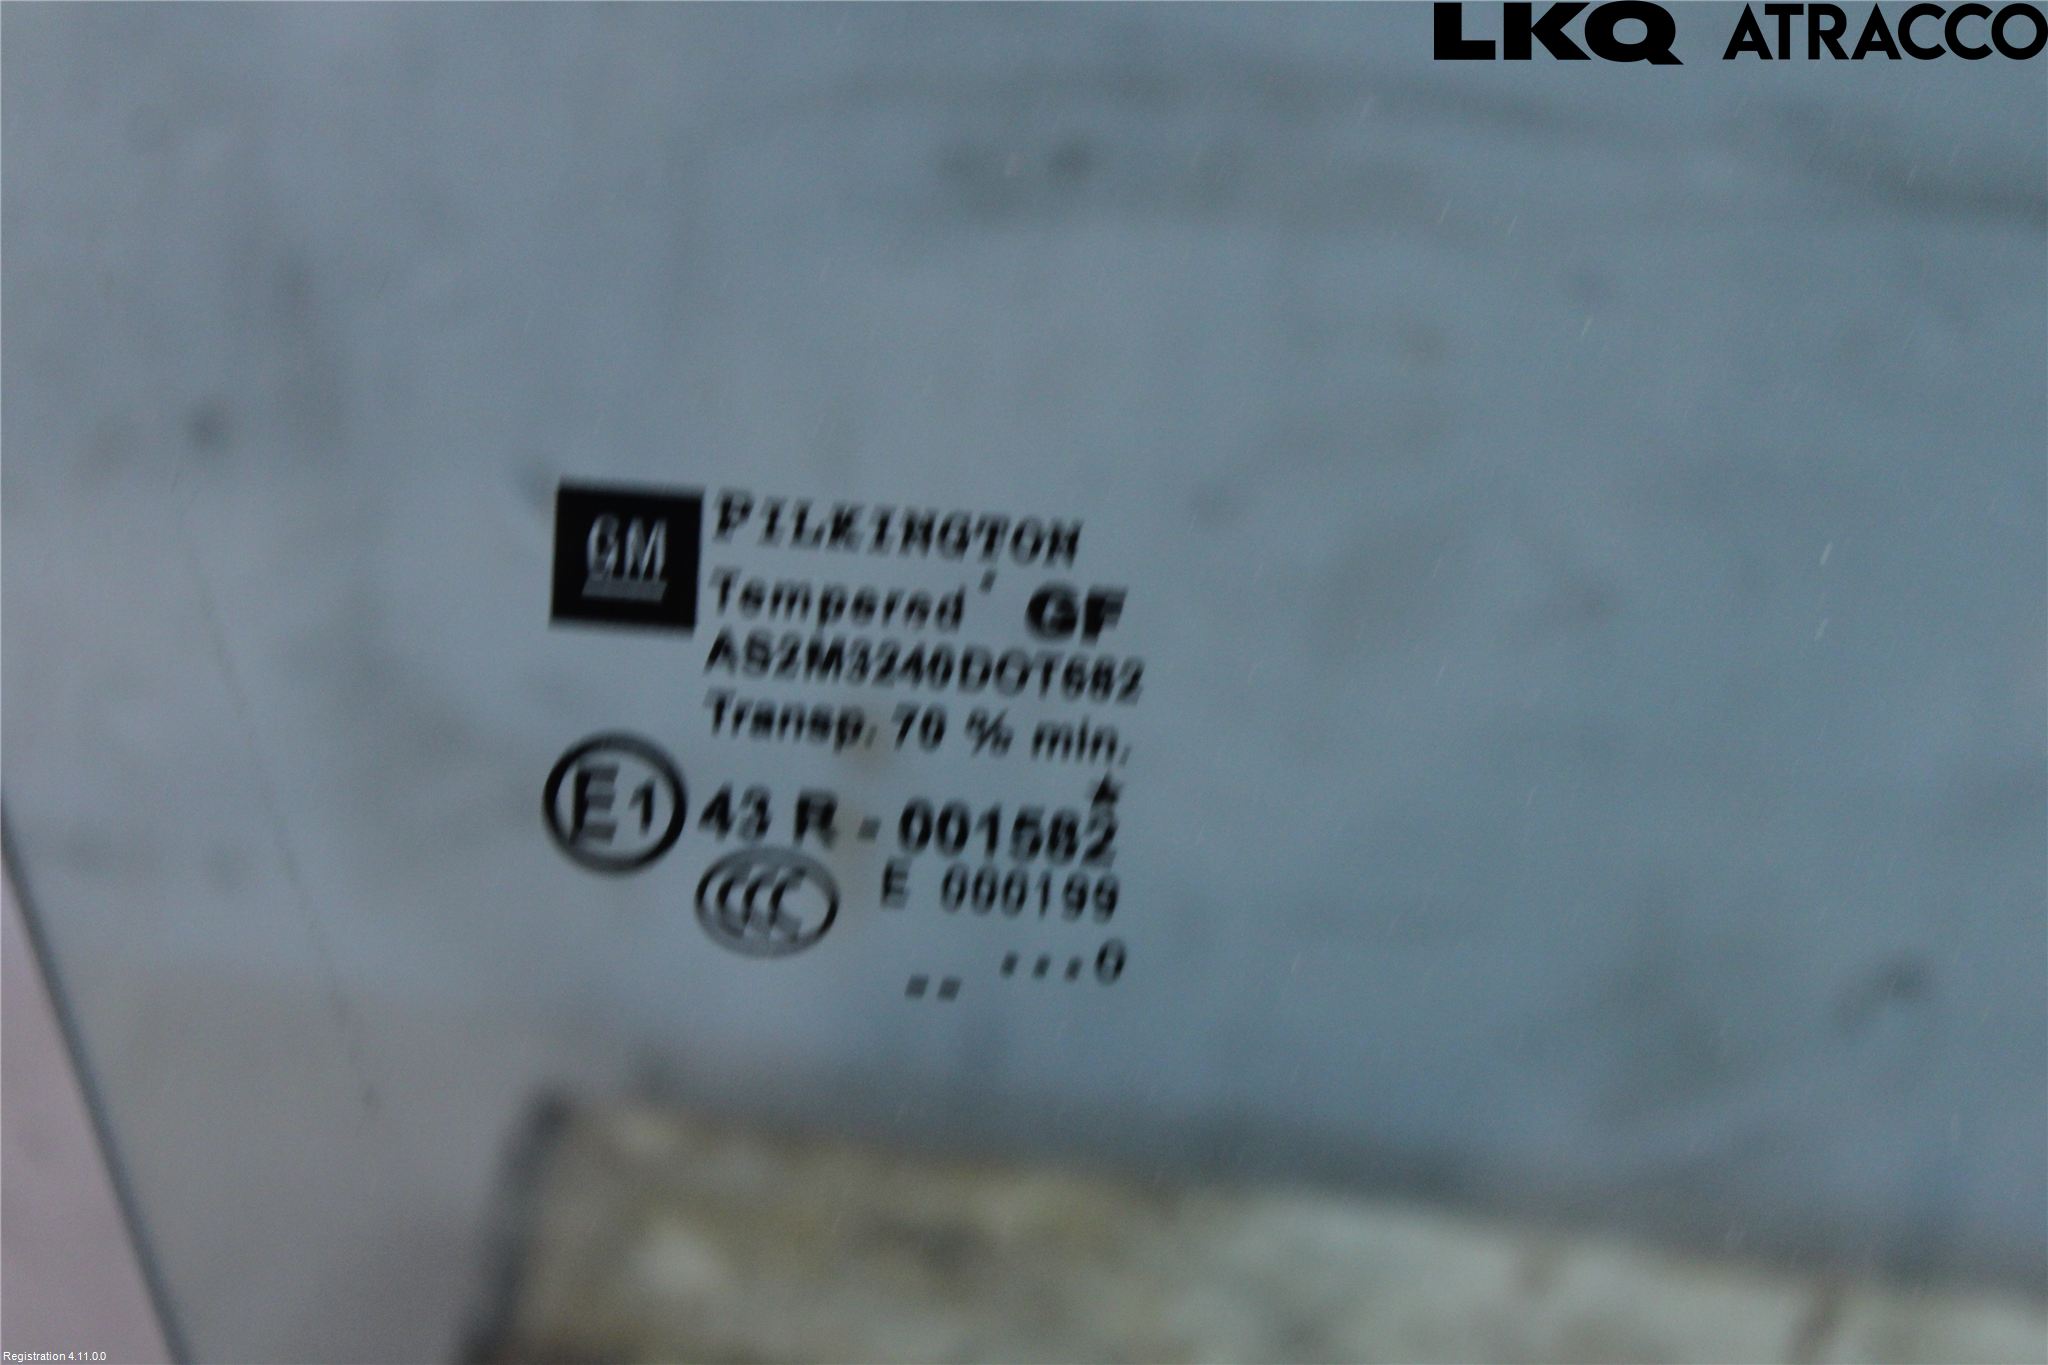 LKQ ATRACCO
GM
PILKINGTON
Tempered GF
AS2M3240DOT682
Transp. 70 % min.
E1 43 R - 001582
CCC E 000199
.. ...0
Registration 4.11.0.0